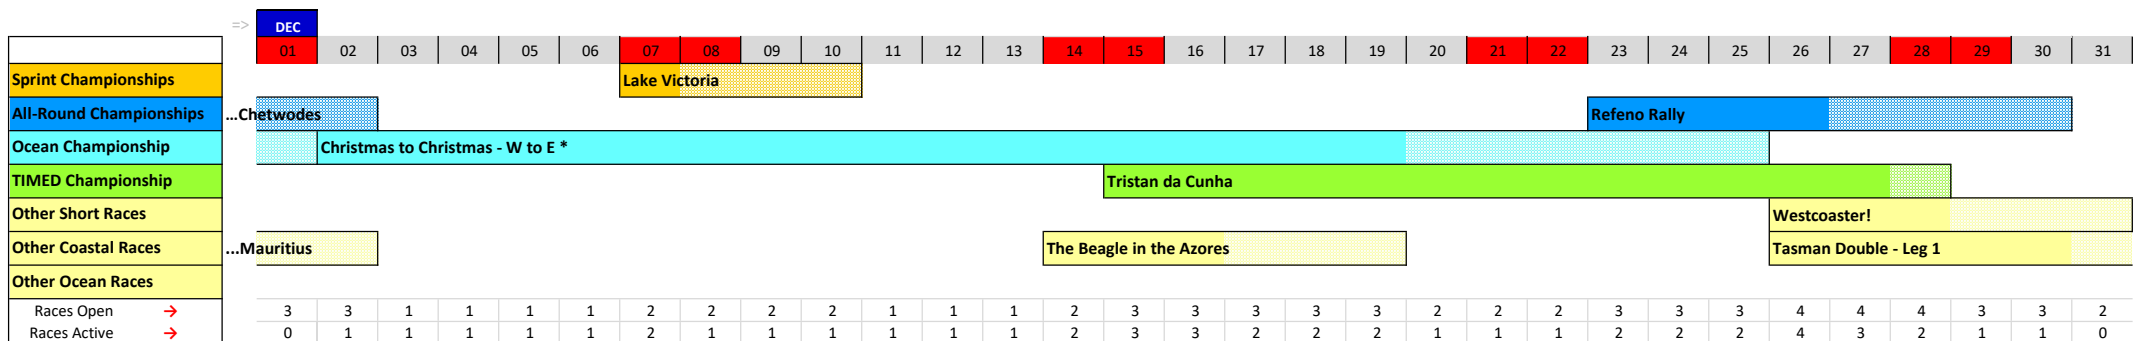 => DEC
01 02 03 04 05 06 07 08 09 10 11 12 13 14 15 16 17 18 19 20 21 22 23 24 25 26 27 28 29 30 31
Sprint Championships Lake Victoria
All-Round Championships ...Chetwodes Refeno Rally
Ocean Championship Christmas to Christmas - W to E *
TIMED Championship Tristan da Cunha
Other Short Races Westcoaster!
Other Coastal Races ...Mauritius The Beagle in the Azores Tasman Double - Leg 1
Other Ocean Races
Races Open → 3 3 1 1 1 1 2 2 2 2 1 1 1 2 3 3 3 3 3 2 2 2 3 3 3 4 4 4 3 3 2
Races Active → 0 1 1 1 1 1 2 1 1 1 1 1 1 2 3 3 2 2 2 1 1 1 2 2 2 4 3 2 1 1 0